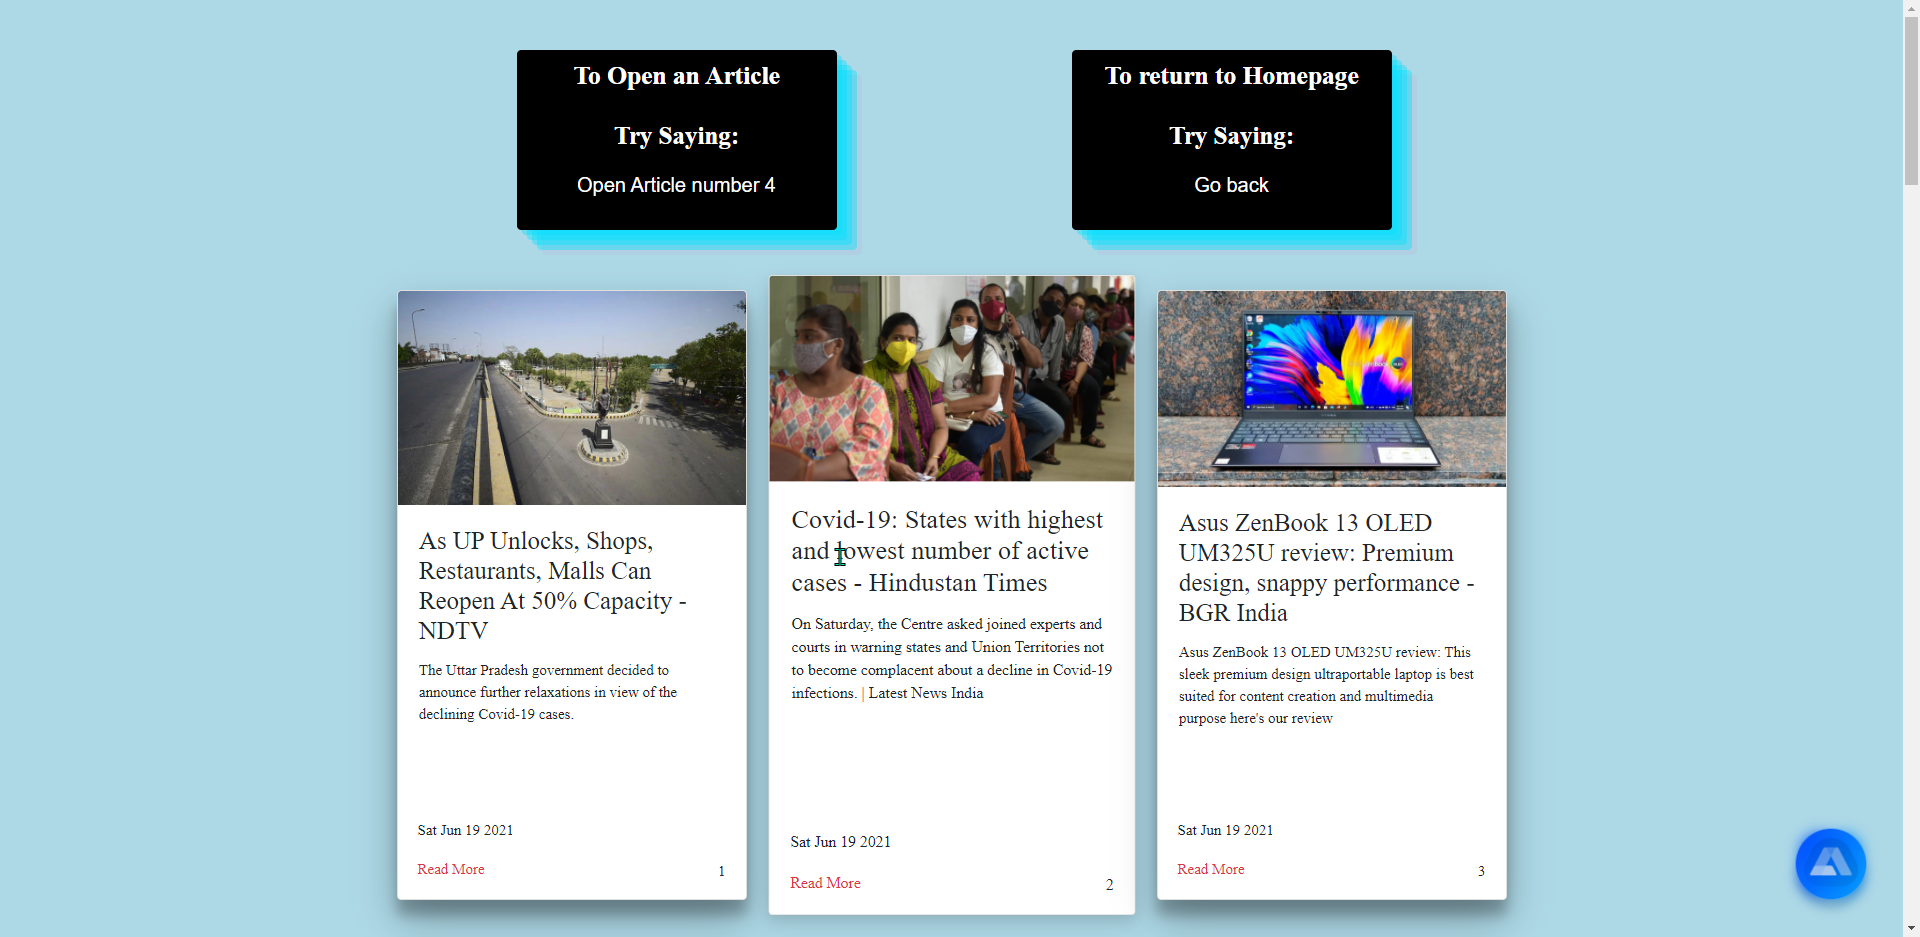 To Open an Article
Try Saying:
Open Article number 4
To return to Homepage
Try Saying:
Go back
As UP Unlocks, Shops,
Restaurants, Malls Can
Reopen At 50% Capacity -
NDTV
The Uttar Pradesh government decided to
announce further relaxations in view of the
declining Covid-19 cases.
Sat Jun 19 2021
Read More
1
Covid-19: States with highest
and lowest number of active
cases - Hindustan Times
On Saturday, the Centre asked joined experts and
courts in warning states and Union Territories not
to become complacent about a decline in Covid-19
infections. | Latest News India
Sat Jun 19 2021
Read More
2
Asus ZenBook 13 OLED
UM325U review: Premium
design, snappy performance -
BGR India
Asus ZenBook 13 OLED UM325U review: This
sleek premium design ultraportable laptop is best
suited for content creation and multimedia
purpose here's our review
Sat Jun 19 2021
Read More
3